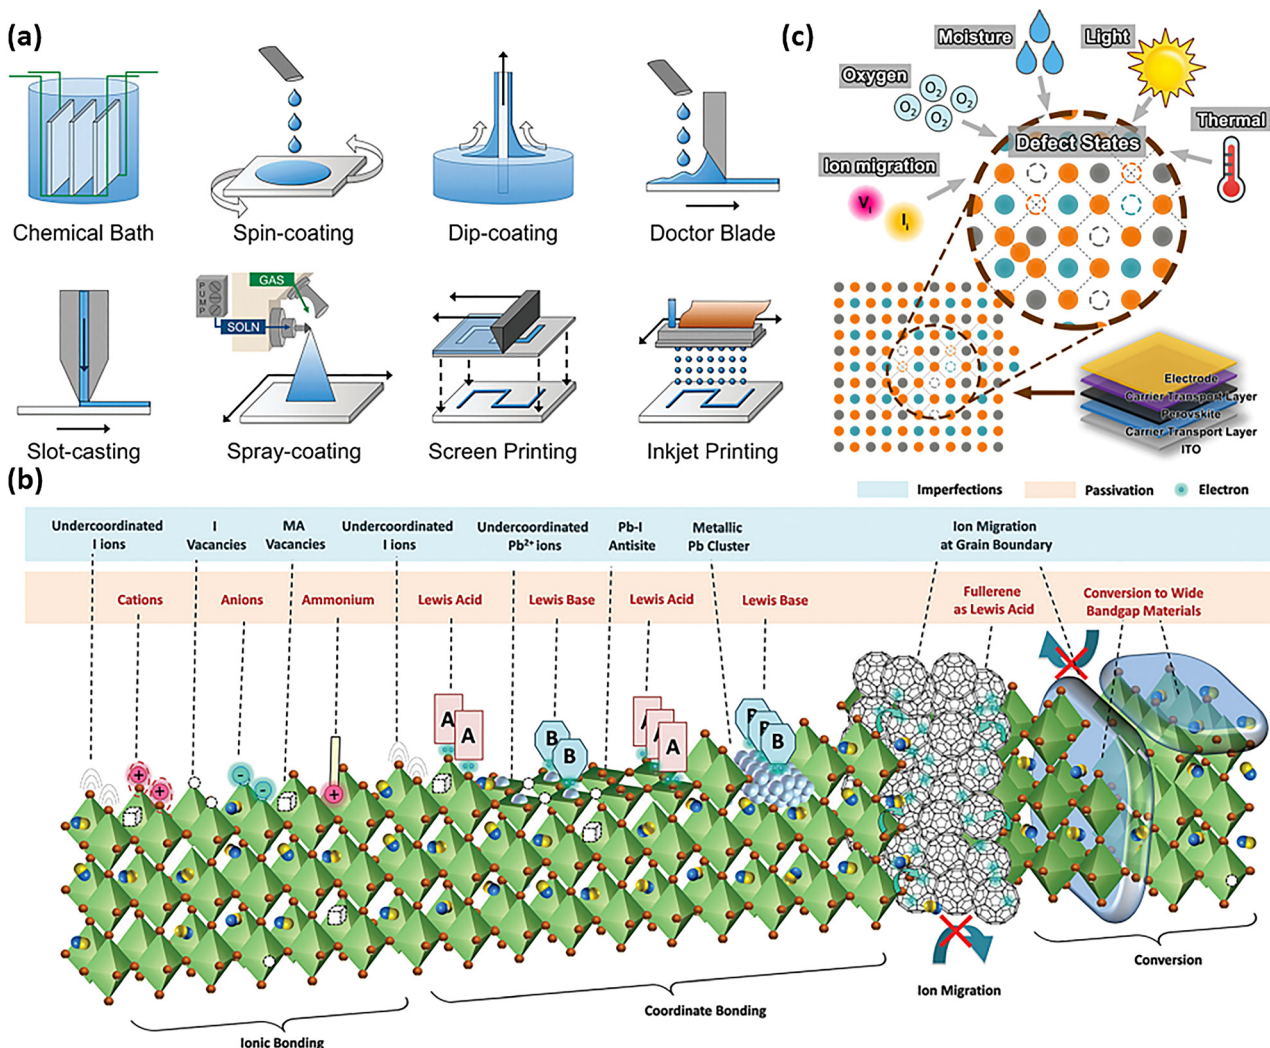 (a)
Chemical Bath
Spin-coating
Dip-coating
Doctor Blade
PUMP
GAS
SOLN
Slot-casting
Spray-coating
Screen Printing
Inkjet Printing
(c)
Moisture
Light
Oxygen
O2
O2
O2
O2
Thermal
Defect States
Ion migration
Vi
Ii
Electrode
Carrier Transport Layer
Perovskite
Carrier Transport Layer
ITO
(b)
Imperfections
Passivation
Electron
Undercoordinated
I ions
I
Vacancies
MA
Vacancies
Undercoordinated
I ions
Undercoordinated
Pb2+ ions
Pb-I
Antisite
Metallic
Pb Cluster
Ion Migration
at Grain Boundary
Cations
Anions
Ammonium
Lewis Acid
Lewis Base
Lewis Acid
Lewis Base
Fullerene
as Lewis Acid
Conversion to Wide
Bandgap Materials
+
+
-
-
+
A
A
B
B
A
A
A
B
B
B
Ionic Bonding
Coordinate Bonding
Ion Migration
Conversion